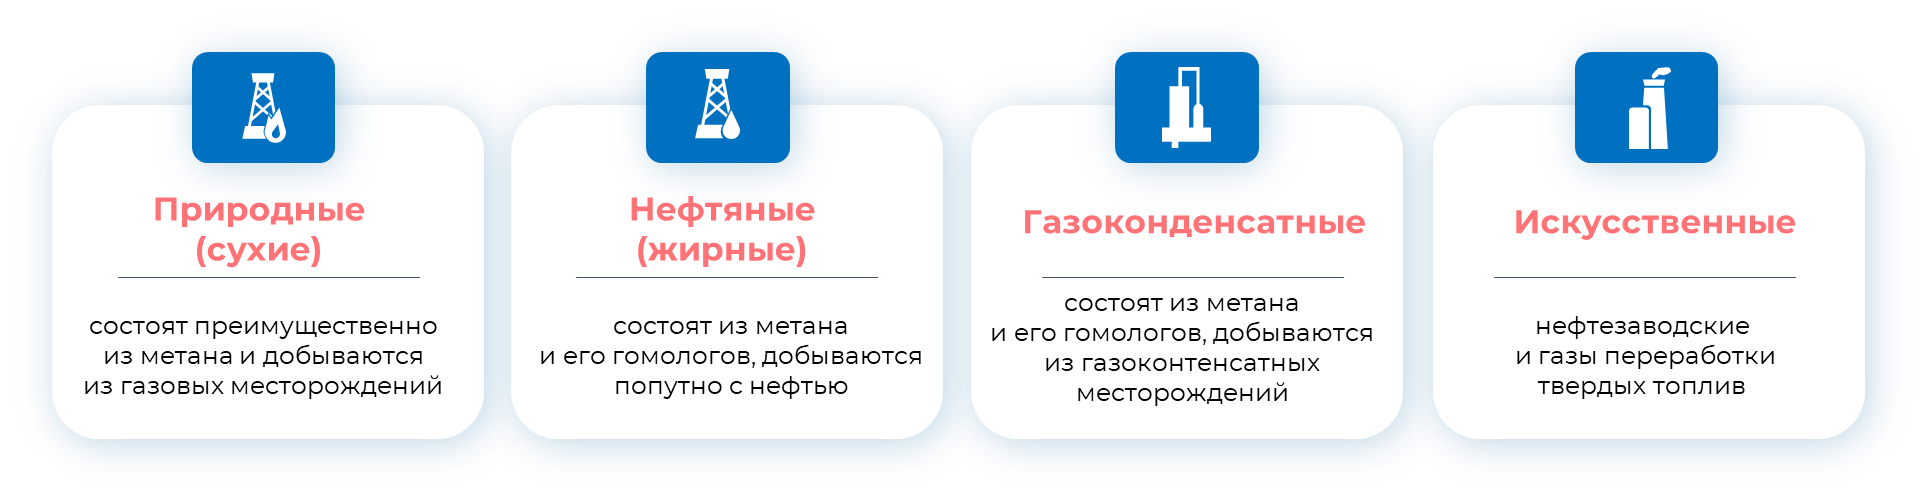 Природные
(сухие)
состоят преимущественно
из метана и добываются
из газовых месторождений
Нефтяные
(жирные)
состоят из метана
и его гомологов, добываются
попутно с нефтью
Газоконденсатные
состоят из метана
и его гомологов, добываются
из газоконтенсатных
месторождений
Искусственные
нефтезаводские
и газы переработки
твердых топлив